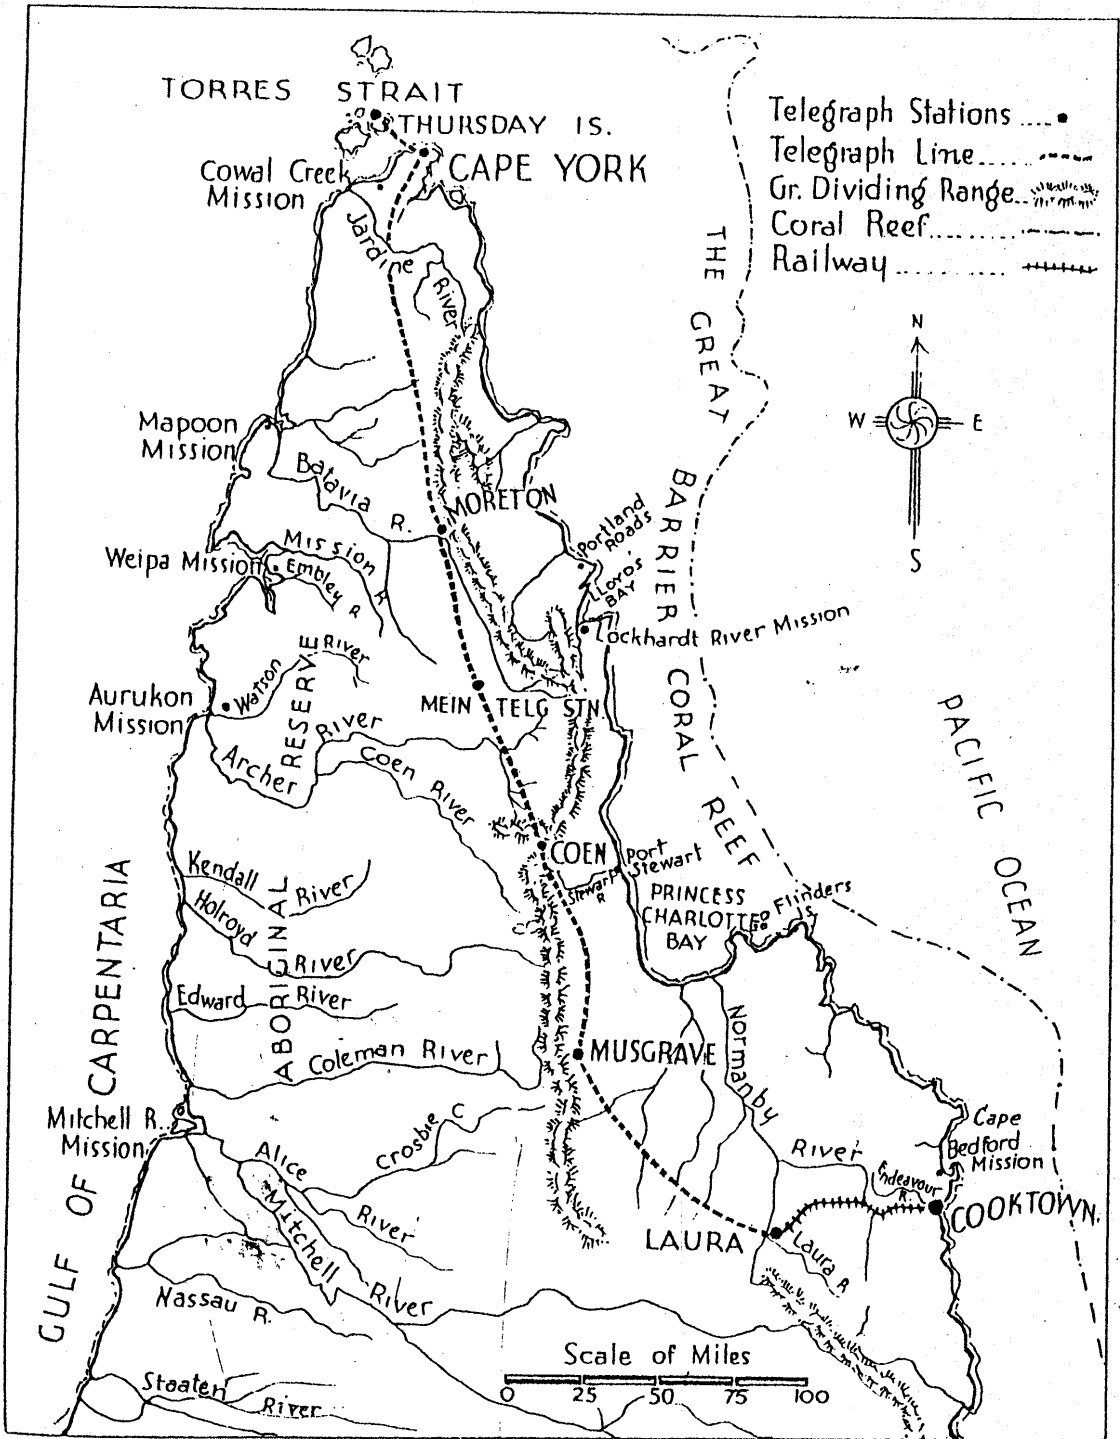 TORRES STRAIT
THURSDAY IS.
CAPE YORK
Cowal Creek
Mission
Telegraph Stations ....
Telegraph Line......
Gr. Dividing Range..
Coral Reef........
Railway ..........
Jardine
River
THE GREAT
BARRIER
CORAL
REEF
N
W
E
S
Mapoon
Mission
Batavia R.
MORETON
Portland
Roads
LLOYDS
BAY
Weipa Mission
Mission R
Embley R
Lockhardt River Mission
Watson
River
RESERVE
Aurukon
Mission
MEIN TELG STN
Archer
River
Coen River
PACIFIC
OCEAN
COEN
Port
Stewart
Stewart
R
PRINCESS
CHARLOTTE
BAY
Flinders
IS.
Kendall
River
Holroyd
River
ABORIGINAL
Edward River
Coleman River
MUSGRAVE
Normanby
River
GULF OF CARPENTARIA
Mitchell R.
Mission
Alice
River
Crosbie C
Mitchell
River
Cape
Bedford
Mission
Endeavour
R.
COOKTOWN.
LAURA
Laura R
Nassau R.
Staaten
River
Scale of Miles
0 25 50 75 100